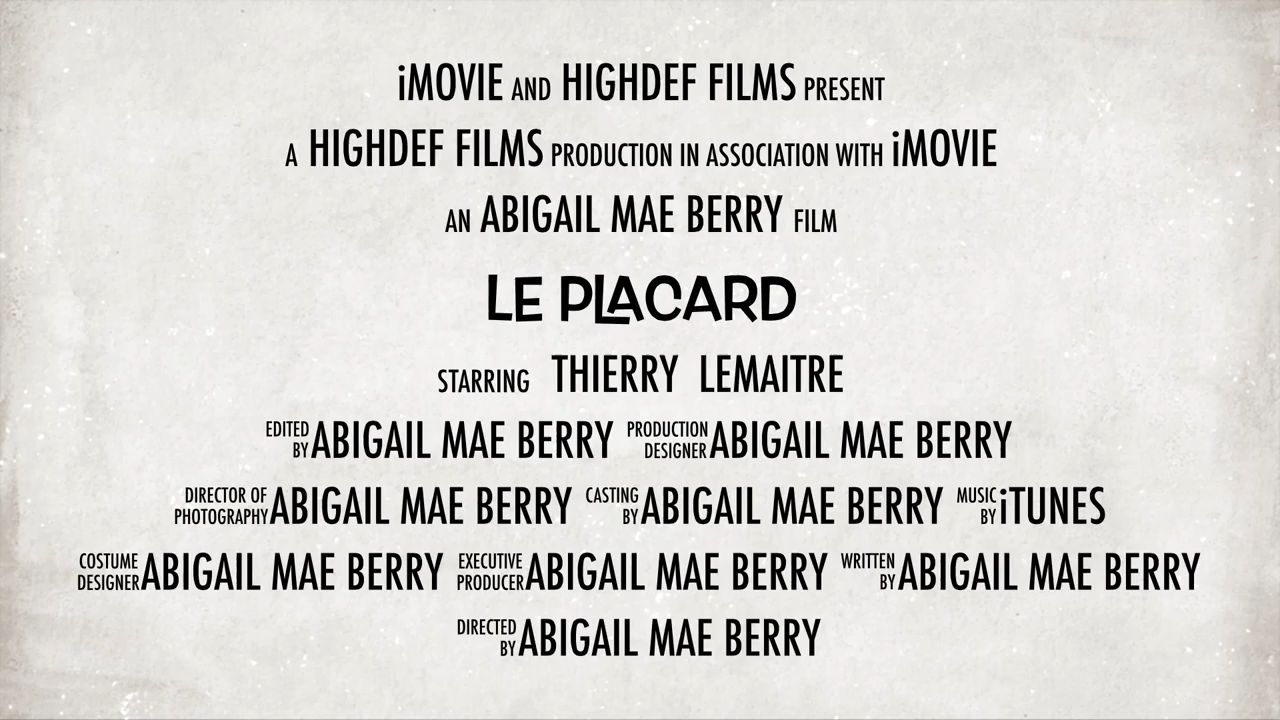 iMOVIE AND HIGHDEF FILMS PRESENT
A HIGHDEF FILMS PRODUCTION IN ASSOCIATION WITH iMOVIE
AN ABIGAIL MAE BERRY FILM
LE PLACARD
STARRING THIERRY LEMAITRE
EDITED BY ABIGAIL MAE BERRY PRODUCTION DESIGNER ABIGAIL MAE BERRY
DIRECTOR OF PHOTOGRAPHY ABIGAIL MAE BERRY CASTING BY ABIGAIL MAE BERRY MUSIC BY iTUNES
COSTUME DESIGNER ABIGAIL MAE BERRY EXECUTIVE PRODUCER ABIGAIL MAE BERRY WRITTEN BY ABIGAIL MAE BERRY
DIRECTED BY ABIGAIL MAE BERRY